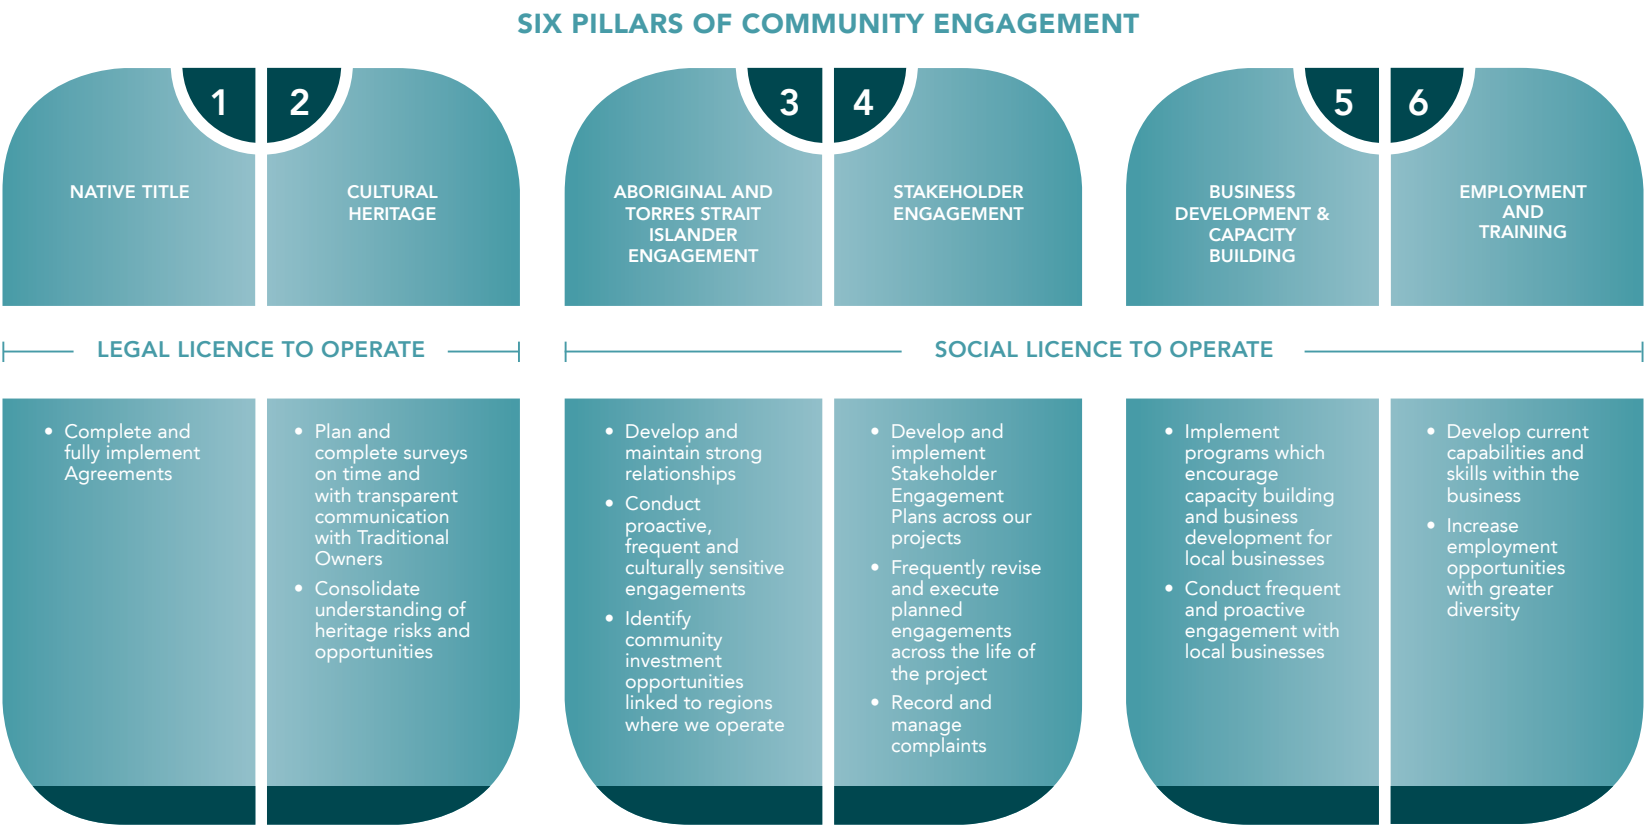 SIX PILLARS OF COMMUNITY ENGAGEMENT
1
NATIVE TITLE
2
CULTURAL
HERITAGE
3
ABORIGINAL AND
TORRES STRAIT
ISLANDER
ENGAGEMENT
4
STAKEHOLDER
ENGAGEMENT
5
BUSINESS
DEVELOPMENT &
CAPACITY
BUILDING
6
EMPLOYMENT
AND
TRAINING
LEGAL LICENCE TO OPERATE
SOCIAL LICENCE TO OPERATE
• Complete and
fully implement
Agreements
• Plan and
complete surveys
on time and
with transparent
communication
with Traditional
Owners
• Consolidate
understanding of
heritage risks and
opportunities
• Develop and
maintain strong
relationships
• Conduct
proactive,
frequent and
culturally sensitive
engagements
• Identify
community
investment
opportunities
linked to regions
where we operate
• Develop and
implement
Stakeholder
Engagement
Plans across our
projects
• Frequently revise
and execute
planned
engagements
across the life of
the project
• Record and
manage
complaints
• Implement
programs which
encourage
capacity building
and business
development for
local businesses
• Conduct frequent
and proactive
engagement with
local businesses
• Develop current
capabilities and
skills within the
business
• Increase
employment
opportunities
with greater
diversity